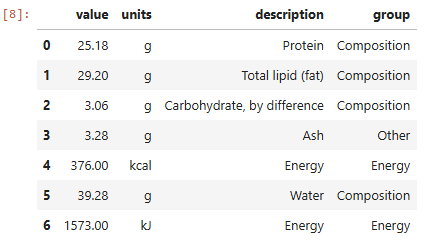 [8]: value units description group
0 25.18 g Protein Composition
1 29.20 g Total lipid (fat) Composition
2 3.06 g Carbohydrate, by difference Composition
3 3.28 g Ash Other
4 376.00 kcal Energy Energy
5 39.28 g Water Composition
6 1573.00 kJ Energy Energy